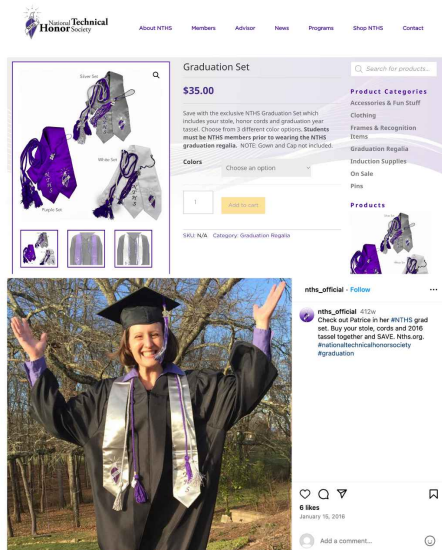 National Technical
Honor Society
About NTHS
Members
Advisor
News
Programs
Shop NTHS
Contact
Silver Set
White Set
Purple Set
Graduation Set
$35.00
Save with the exclusive NTHS Graduation Set which
includes your stole, honor cords and graduation year
tassel. Choose from 3 different color options. Students
must be NTHS members prior to wearing the NTHS
graduation regalia. NOTE: Gown and Cap not included.
Colors
Choose an option
1
Add to cart
SKU: N/A Category: Graduation Regalia
Search for products...
Product Categories
Accessories & Fun Stuff
Clothing
Frames & Recognition
Items
Graduation Regalia
Induction Supplies
On Sale
Pins
Products
nths_official • Follow
nths_official 412w
Check out Patrice in her #NTHS grad
set. Buy your stole, cords and 2016
tassel together and SAVE. Nths.org.
#nationaltechnicalhonorsociety
#graduation
6 likes
January 15, 2016
Add a comment...